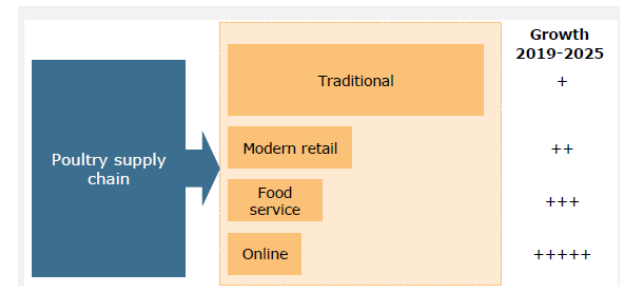 Growth
2019-2025
Traditional
+
Poultry supply
chain
Modern retail
++
Food
service
+++
Online
+++++